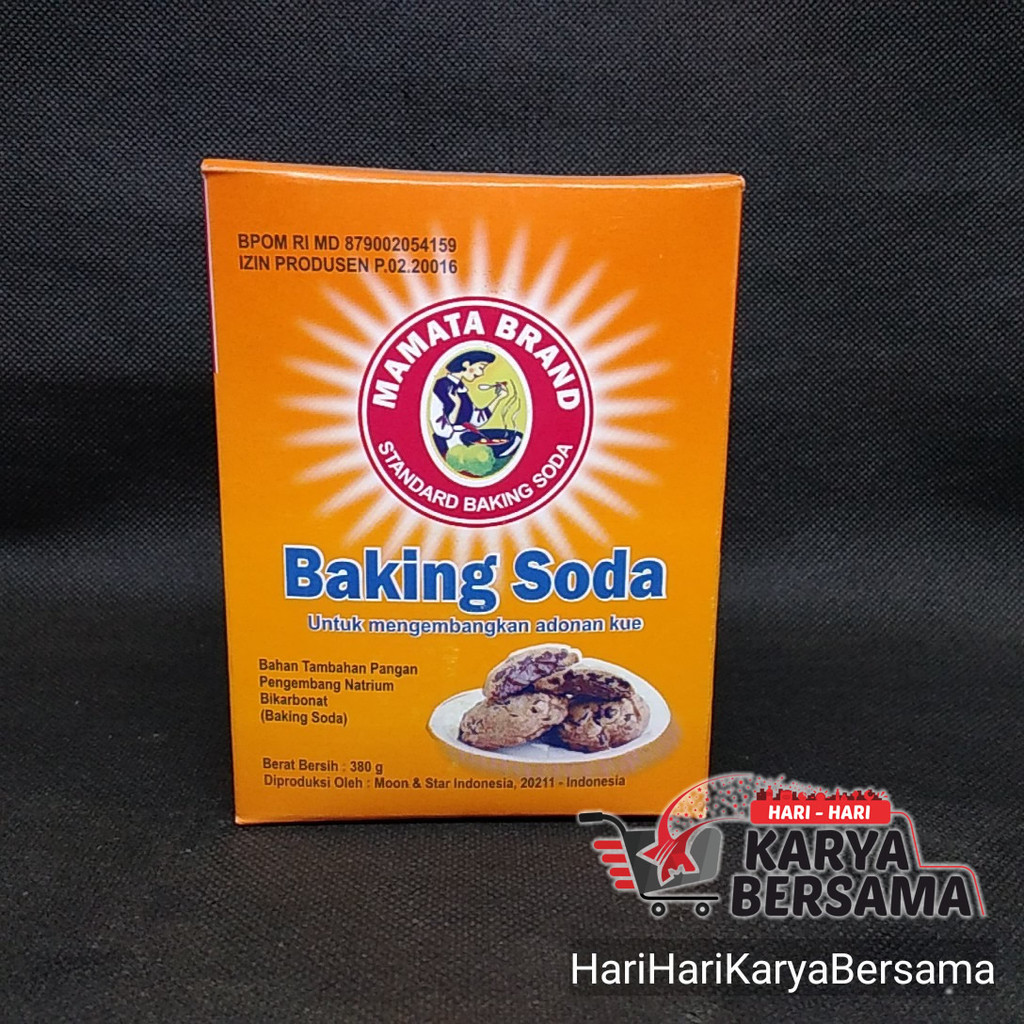 BPOM RI MD 879002054159
IZIN PRODUSEN P.02.20016
MAMATA BRAND
STANDARD BAKING SODA
Baking Soda
Untuk mengembangkan adonan kue
Bahan Tambahan Pangan
Pengembang Natrium
Bikarbonat
(Baking Soda)
Berat Bersih : 380 g
Diproduksi Oleh : Moon & Star Indonesia, 20211 - Indonesia
HARI - HARI
KARYA
BERSAMA
HariHariKaryaBersama